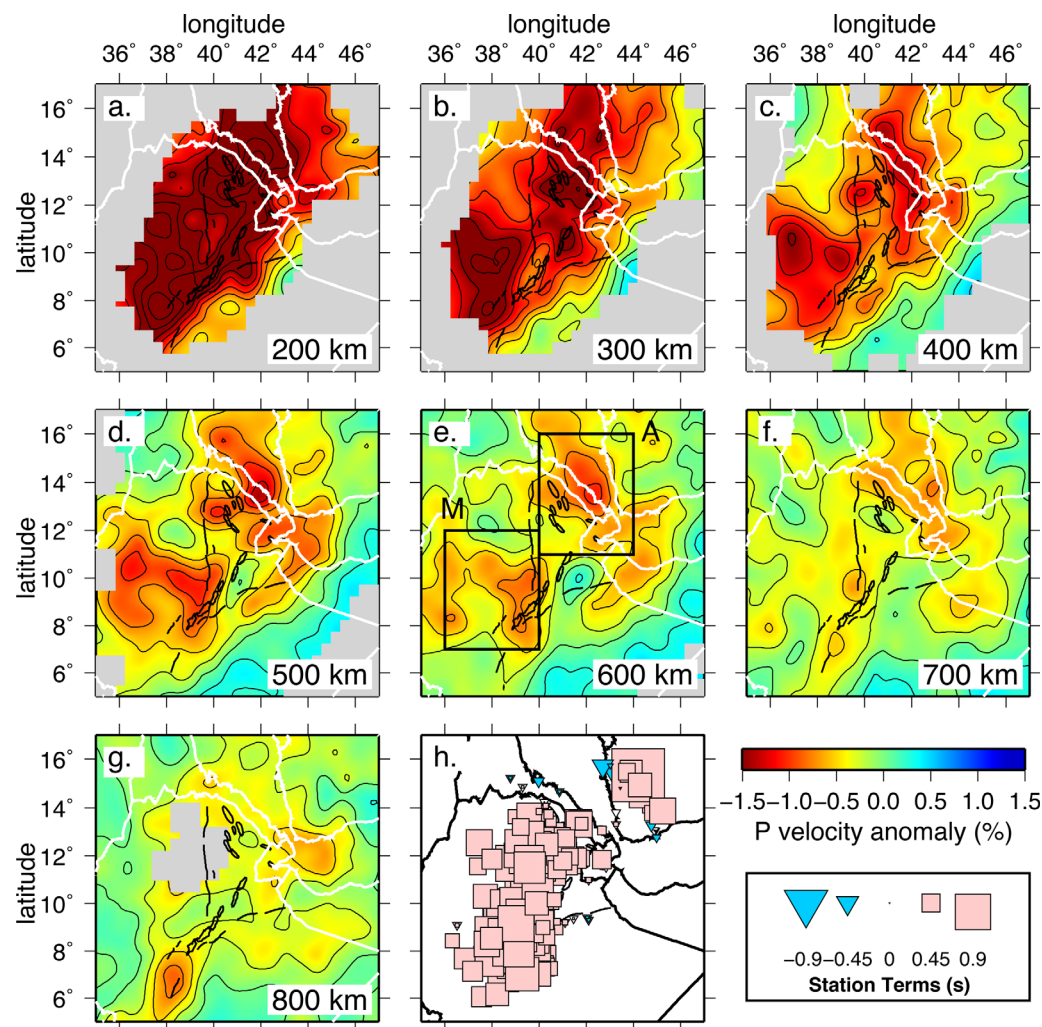 longitude longitude
36° 38° 40° 42° 44° 46° 36° 38° 40° 42° 44° 46° 36° 38° 40° 42° 44° 46°
latitude
16°
14°
12°
10°
8°
6°
a.
200 km
b.
300 km
c.
400 km
latitude
16°
14°
12°
10°
8°
6°
d.
500 km
e.
A
M
600 km
f.
700 km
latitude
16°
14°
12°
10°
8°
6°
g.
800 km
h.
−1.5 −1.0 −0.5 0.0 0.5 1.0 1.5
P velocity anomaly (%)
−0.9 −0.45 0 0.45 0.9
Station Terms (s)